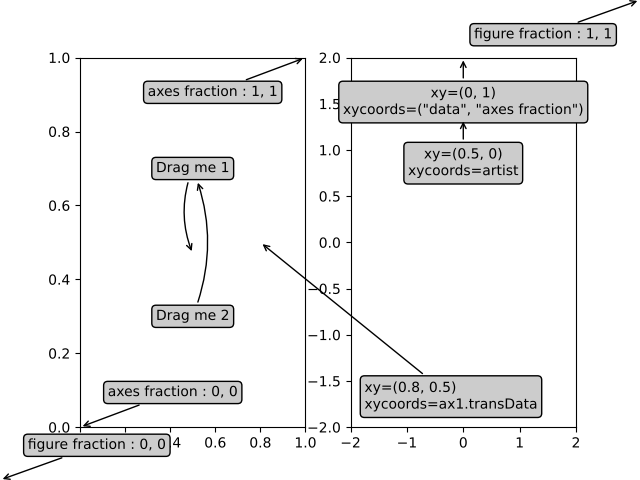 figure fraction : 1, 1
1.0
0.8
0.6
0.4
0.2
0.0
axes fraction : 1, 1
Drag me 1
Drag me 2
axes fraction : 0, 0
figure fraction : 0, 0
4
0.6
0.8
1.0
2.0
1.5
1.0
0.5
0.0
−0.5
−1.0
−1.5
−2.0
xy=(0, 1)
xycoords=("data", "axes fraction")
xy=(0.5, 0)
xycoords=artist
xy=(0.8, 0.5)
xycoords=ax1.transData
−2
−1
0
1
2